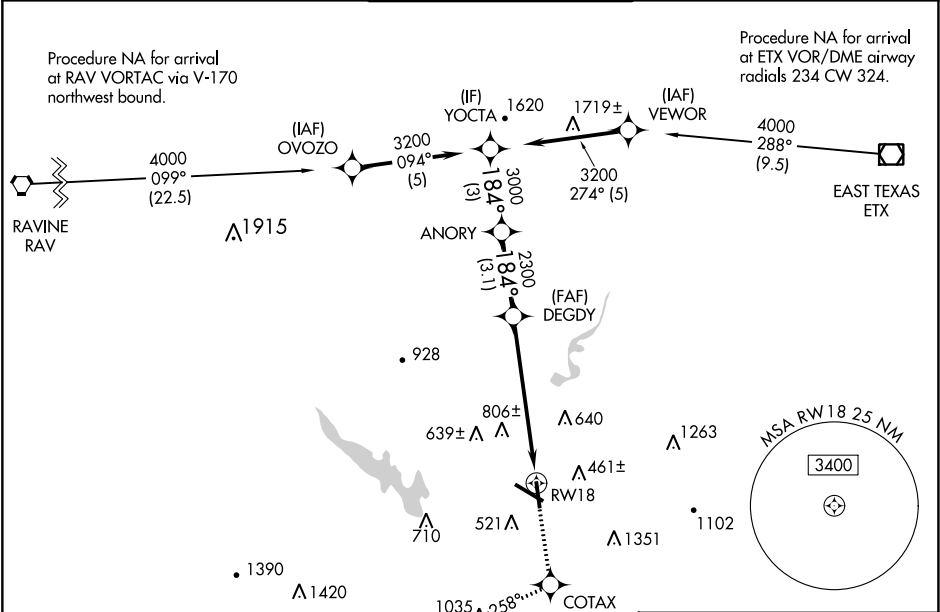 Procedure NA for arrival
at RAV VORTAC via V-170
northwest bound.
Procedure NA for arrival
at ETX VOR/DME airway
radials 234 CW 324.
(IF)
YOCTA
1620
1719±
(IAF)
VEWOR
(IAF)
OVOZO
3200
094°
(5)
4000
288°
(9.5)
4000
099°
(22.5)
3200
274° (5)
EAST TEXAS
ETX
RAVINE
RAV
3000
184°
(3)
1915
ANORY
2300
184°
(3.1)
(FAF)
DEGDY
928
806±
640
639±
1263
MSA RW18 25 NM
3400
461±
RW18
521
710
1102
1351
1390
1420
1035
258°
COTAX